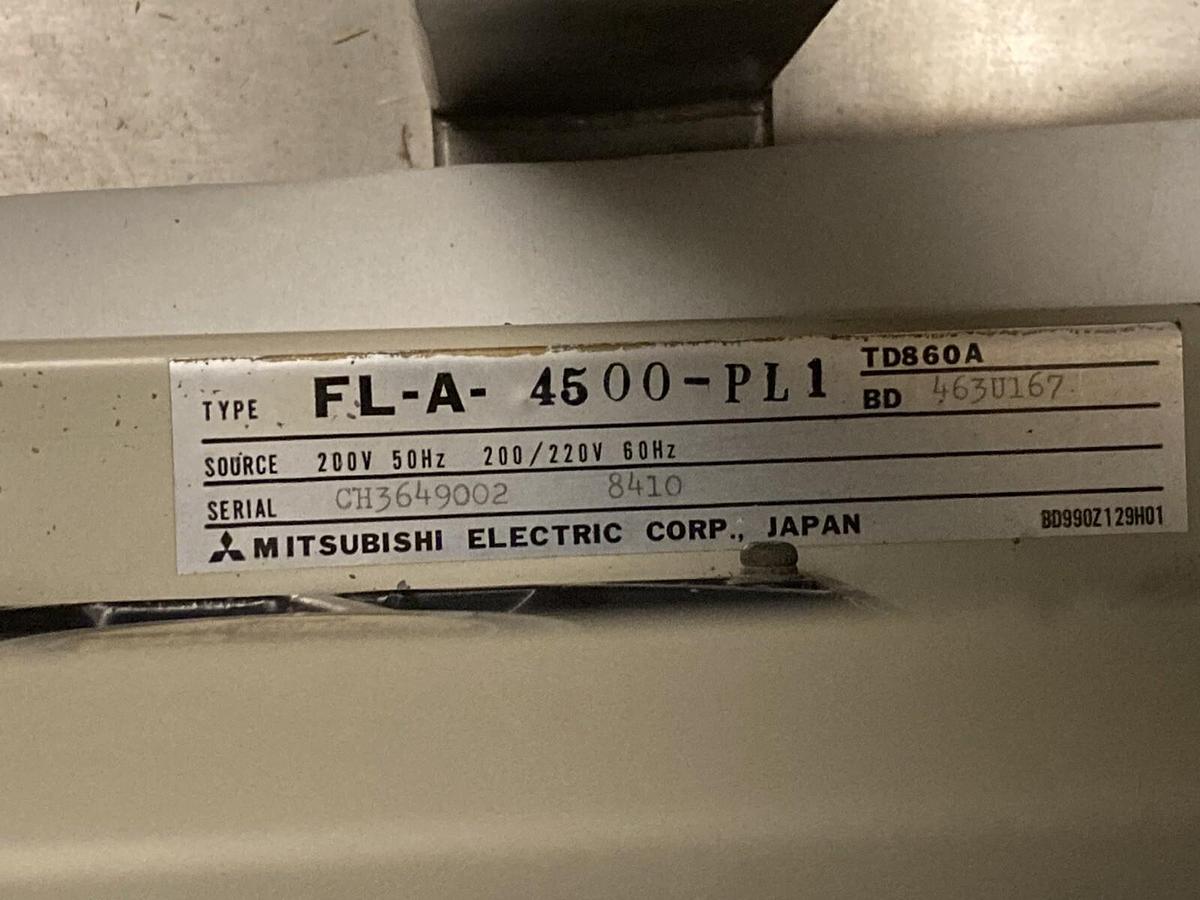 TYPE FL-A- 4500-PL1 TD860A
BD 463U167
SOURCE 200V 50Hz 200/220V 60Hz
SERIAL CH3649002 8410
MITSUBISHI ELECTRIC CORP., JAPAN BD990Z129H01